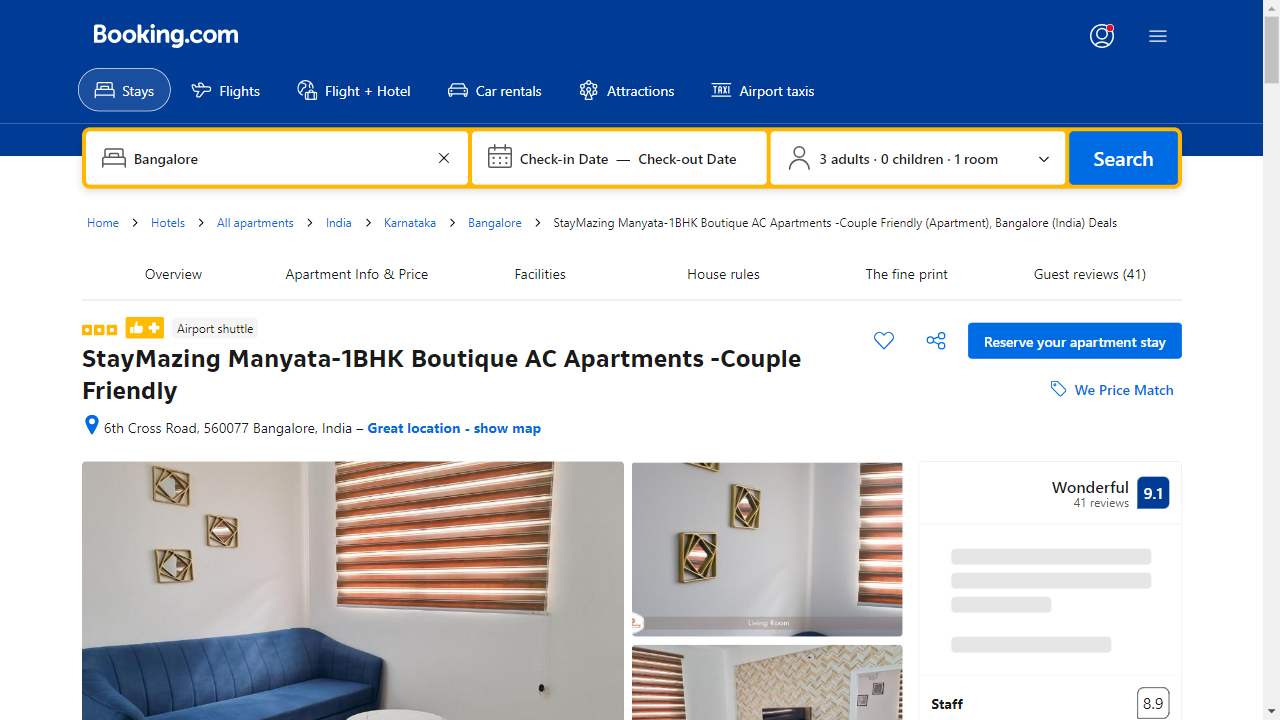 Booking.com
Stays
Flights
Flight + Hotel
Car rentals
Attractions
TAXI Airport taxis
Bangalore
Check-in Date — Check-out Date
3 adults · 0 children · 1 room
Search
Home
Hotels
All apartments
India
Karnataka
Bangalore
StayMazing Manyata-1BHK Boutique AC Apartments -Couple Friendly (Apartment), Bangalore (India) Deals
Overview
Apartment Info & Price
Facilities
House rules
The fine print
Guest reviews (41)
Airport shuttle
StayMazing Manyata-1BHK Boutique AC Apartments -Couple
Friendly
Reserve your apartment stay
We Price Match
6th Cross Road, 560077 Bangalore, India – Great location - show map
Living Room
Wonderful
41 reviews
9.1
Staff
8.9